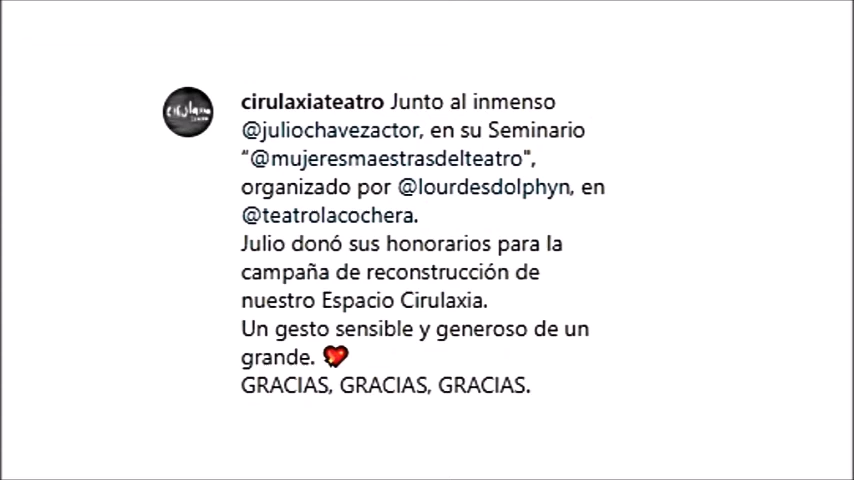 cirulaxiateatro Junto al inmenso
@juliochavezactor, en su Seminario
"@mujeresmaestrasdelteatro",
organizado por @lourdesdolphyn, en
@teatrolacochera.
Julio donó sus honorarios para la
campaña de reconstrucción de
nuestro Espacio Cirulaxia.
Un gesto sensible y generoso de un
grande. 💘
GRACIAS, GRACIAS, GRACIAS.